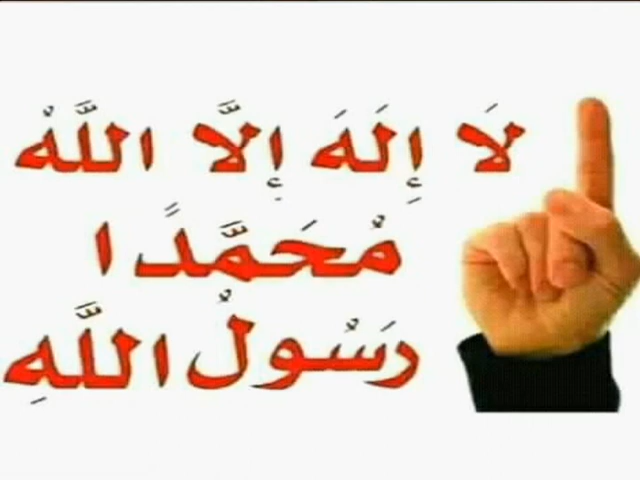 لَا إِلَهَ إِلَّا اللَّهُ
مُحَمَّدًا
رَسُولُ اللَّهِ